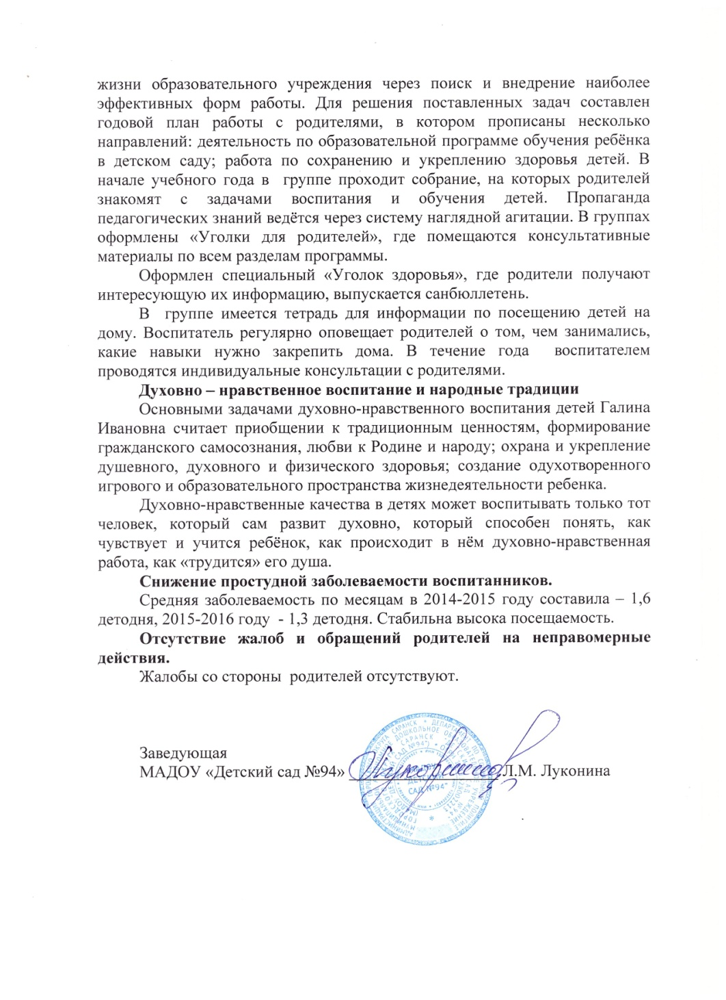 жизни образовательного учреждения через поиск и внедрение наиболее
эффективных форм работы. Для решения поставленных задач составлен
годовой план работы с родителями, в котором прописаны несколько
направлений: деятельность по образовательной программе обучения ребёнка
в детском саду; работа по сохранению и укреплению здоровья детей. В
начале учебного года в группе проходит собрание, на которых родителей
знакомят с задачами воспитания и обучения детей. Пропаганда
педагогических знаний ведётся через систему наглядной агитации. В группах
оформлены «Уголки для родителей», где помещаются консультативные
материалы по всем разделам программы.
Оформлен специальный «Уголок здоровья», где родители получают
интересующую их информацию, выпускается санбюллетень.
В группе имеется тетрадь для информации по посещению детей на
дому. Воспитатель регулярно оповещает родителей о том, чем занимались,
какие навыки нужно закрепить дома. В течение года воспитателем
проводятся индивидуальные консультации с родителями.
Духовно – нравственное воспитание и народные традиции
Основными задачами духовно-нравственного воспитания детей Галина
Ивановна считает приобщении к традиционным ценностям, формирование
гражданского самосознания, любви к Родине и народу; охрана и укрепление
душевного, духовного и физического здоровья; создание одухотворенного
игрового и образовательного пространства жизнедеятельности ребенка.
Духовно-нравственные качества в детях может воспитывать только тот
человек, который сам развит духовно, который способен понять, как
чувствует и учится ребёнок, как происходит в нём духовно-нравственная
работа, как «трудится» его душа.
Снижение простудной заболеваемости воспитанников.
Средняя заболеваемость по месяцам в 2014-2015 году составила – 1,6
детодня, 2015-2016 году - 1,3 детодня. Стабильна высока посещаемость.
Отсутствие жалоб и обращений родителей на неправомерные
действия.
Жалобы со стороны родителей отсутствуют.
Заведующая
МАДОУ «Детский сад №94» Л.М. Луконина
ДЕТСКИЙ
САД №94"